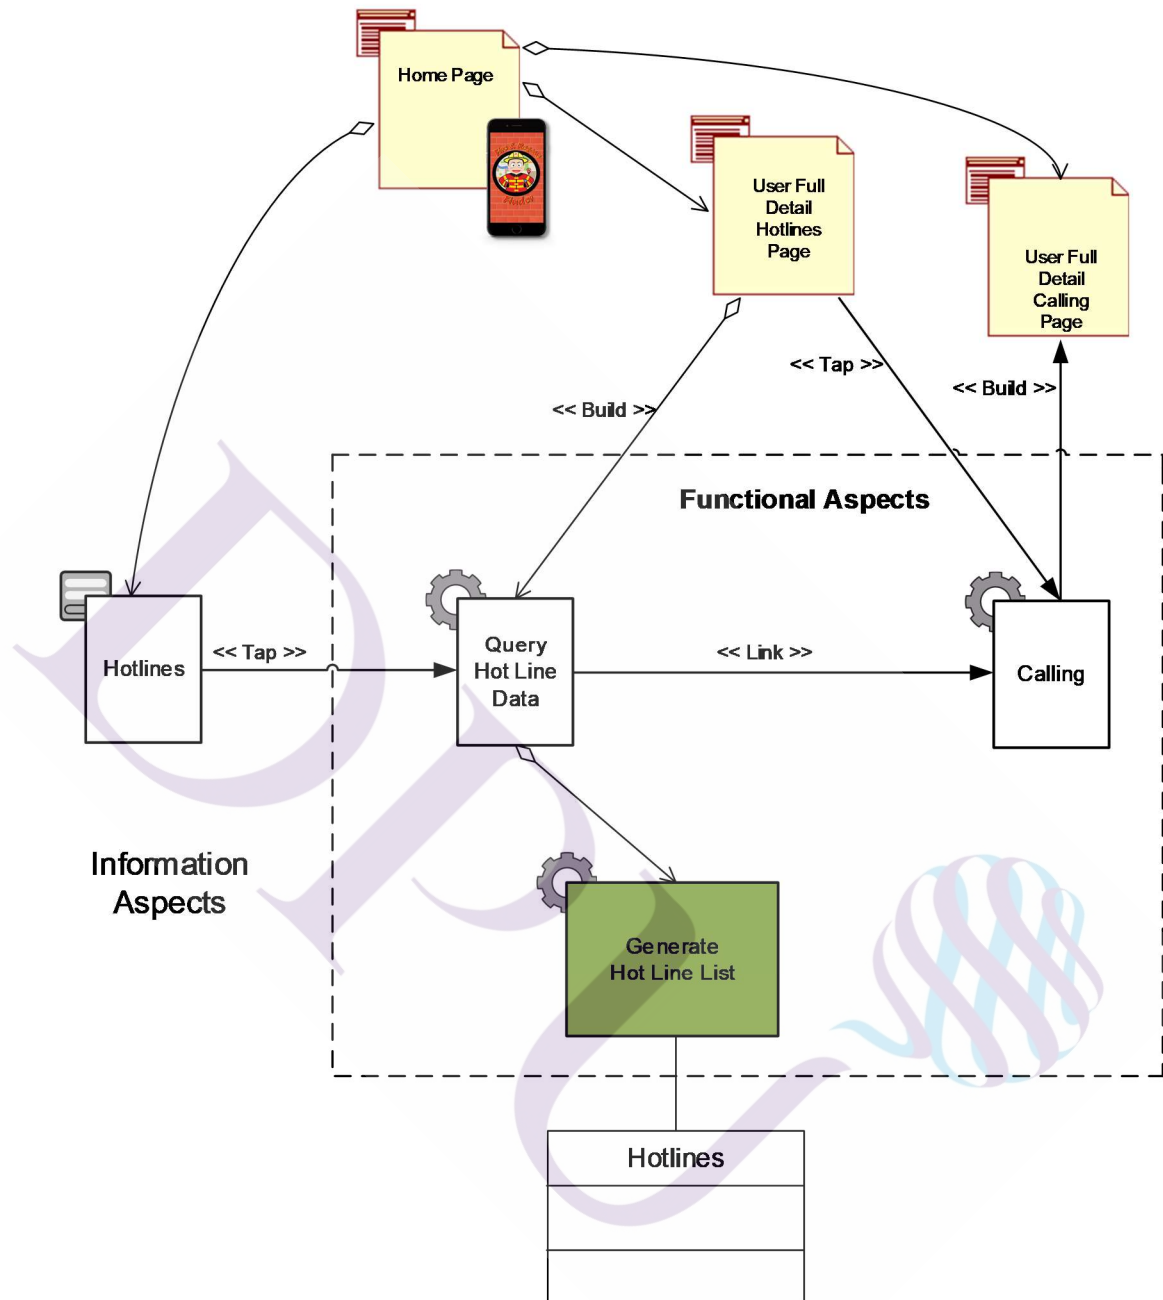 Home Page
User Full
Detail
Hotlines
Page
User Full
Detail
Calling
Page
<< Tap >>
<< Build >>
<< Build >>
Functional Aspects
Hotlines
<< Tap >>
Query
Hot Line
Data
<< Link >>
Calling
Information
Aspects
Generate
Hot Line List
Hotlines
DPU